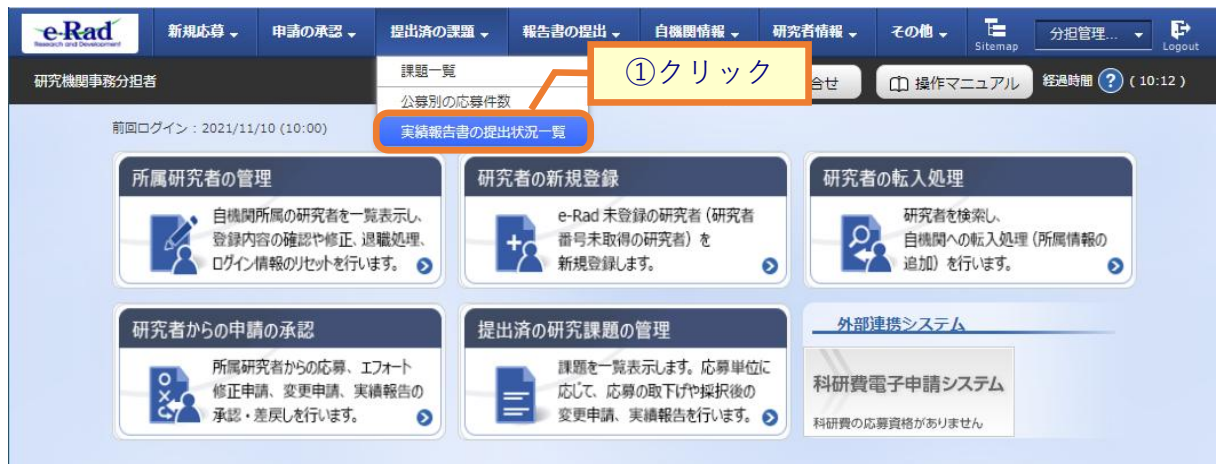 e-Rad
Research and Development
新規応募
申請の承認
提出済の課題
報告書の提出
自機関情報
研究者情報
その他
Sitemap
分担管理...
Logout
研究機関事務分担者
合せ
操作マニュアル
経過時間 ? ( 10:12 )
課題一覧
公募別の応募件数
実績報告書の提出状況一覧
①クリック
前回ログイン : 2021/11/10 (10:00)
所属研究者の管理
自機関所属の研究者を一覧表示し、
登録内容の確認や修正、退職処理、
ログイン情報のリセットを行います。
研究者の新規登録
e-Rad 未登録の研究者 (研究者
番号未取得の研究者) を
新規登録します。
研究者の転入処理
研究者を検索し、
自機関への転入処理 (所属情報の
追加) を行います。
研究者からの申請の承認
所属研究者からの応募、エフォート
修正申請、変更申請、実績報告の
承認・差戻しを行います。
提出済の研究課題の管理
課題を一覧表示します。応募単位に
応じて、応募の取下げや採択後の
変更申請、実績報告を行います。
外部連携システム
科研費電子申請システム
科研費の応募資格がありません